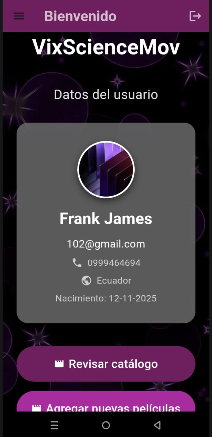 Bienvenido
VixScienceMov
Datos del usuario
Frank James
102@gmail.com
0999464694
Ecuador
Nacimiento: 12-11-2025
Revisar catálogo
Agregar nuevas películas